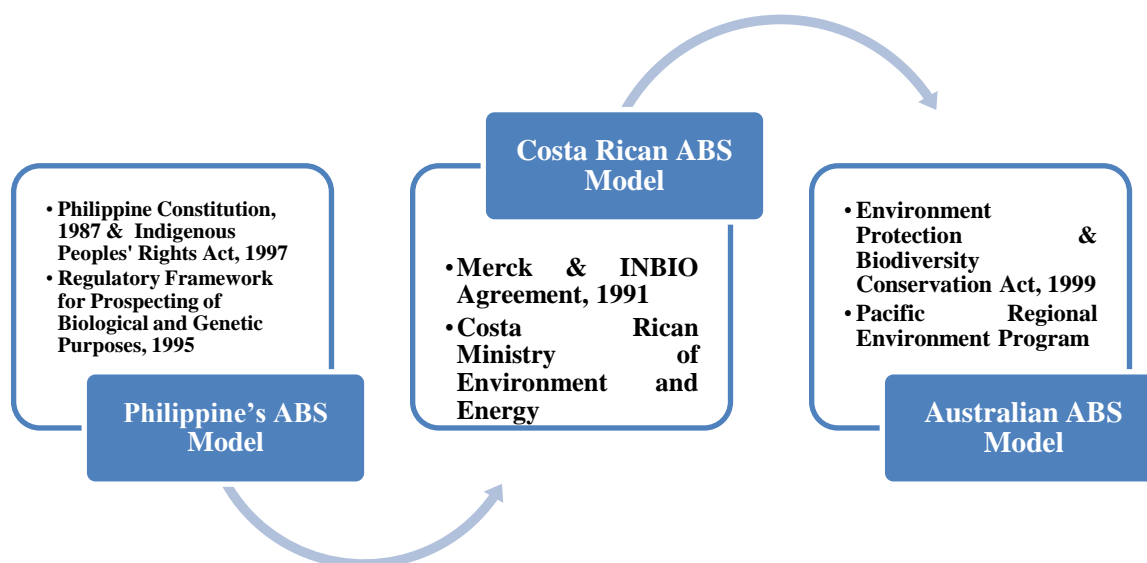 • Philippine Constitution,
1987 & Indigenous
Peoples' Rights Act, 1997
• Regulatory Framework
for Prospecting of
Biological and Genetic
Purposes, 1995
Philippine’s ABS
Model
Costa Rican ABS
Model
• Merck & INBIO
Agreement, 1991
• Costa Rican
Ministry of
Environment and
Energy
• Environment
Protection &
Biodiversity
Conservation Act, 1999
• Pacific Regional
Environment Program
Australian ABS
Model